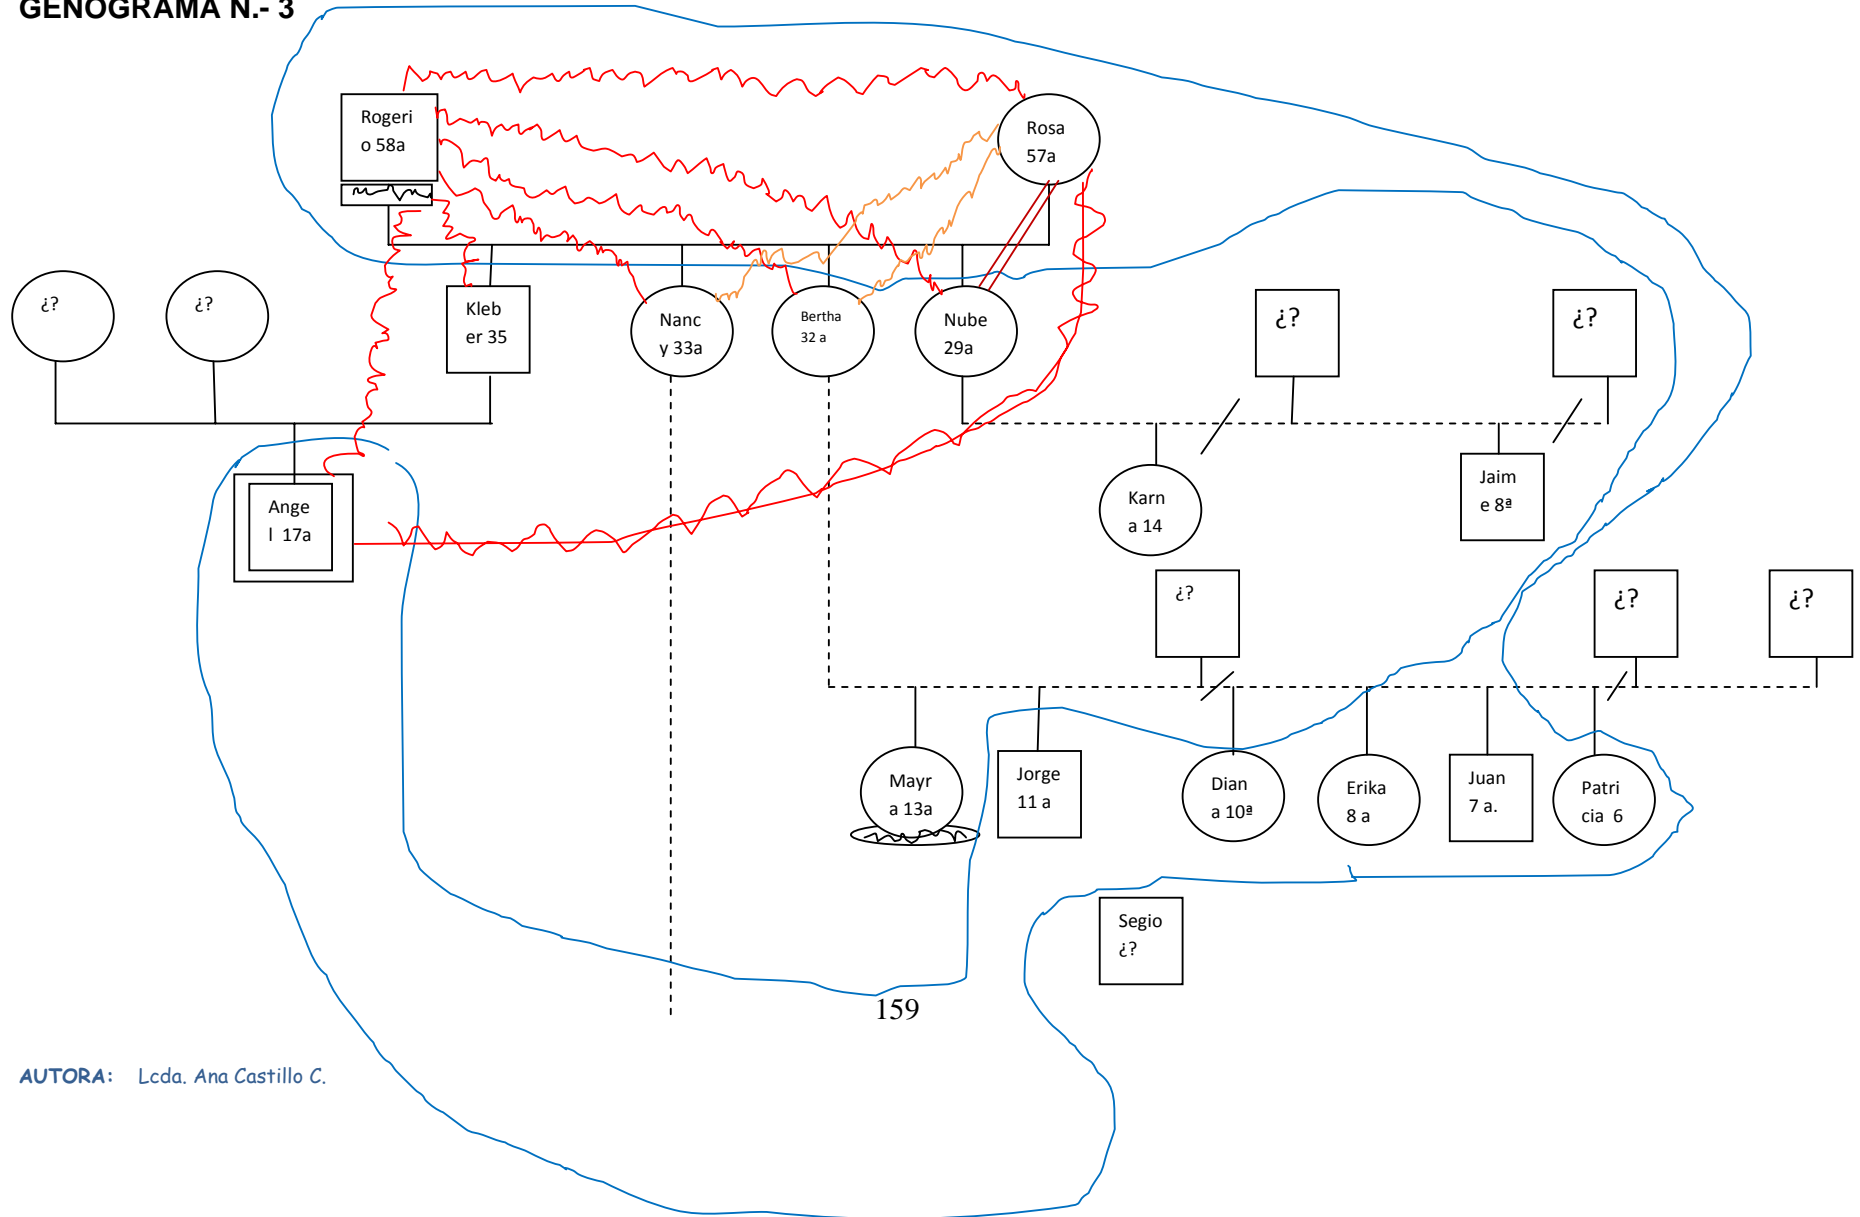 GENOGRAMA N.- 3
Rogeri
o 58a
Rosa
57a
¿?
¿?
Kleb
er 35
Nanc
y 33a
Bertha
32 a
Nube
29a
¿?
¿?
Ange
l 17a
Karn
a 14
Jaim
e 8ª
¿?
¿?
¿?
Mayr
a 13a
Jorge
11 a
Dian
a 10ª
Erika
8 a
Juan
7 a.
Patri
cia 6
Segio
¿?
159
AUTORA: Lcda. Ana Castillo C.